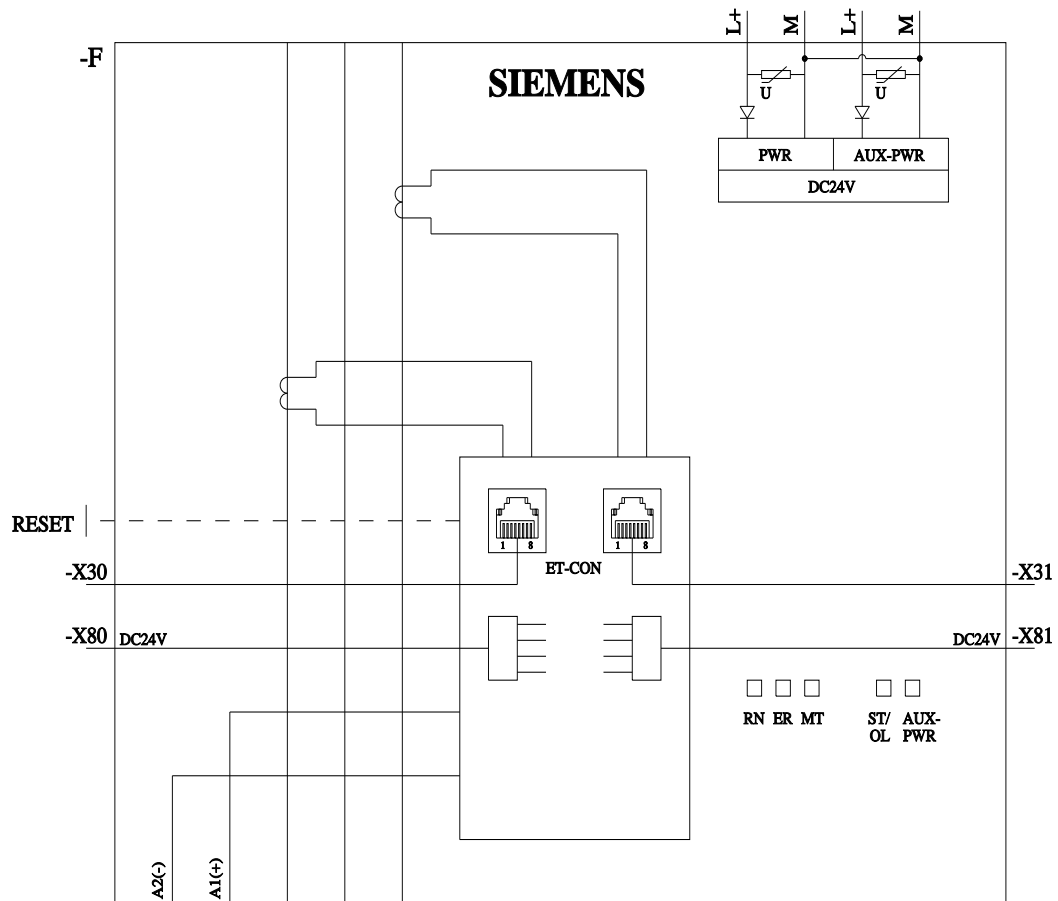 L+ M L+ M
-F
SIEMENS
U U
PWR AUX-PWR
DC24V
RESET
1 8 1 8
ET-CON
-X30 -X31
-X80 DC24V DC24V -X81
RN ER MT ST/ AUX-
OL PWR
A2(-) A1(+)